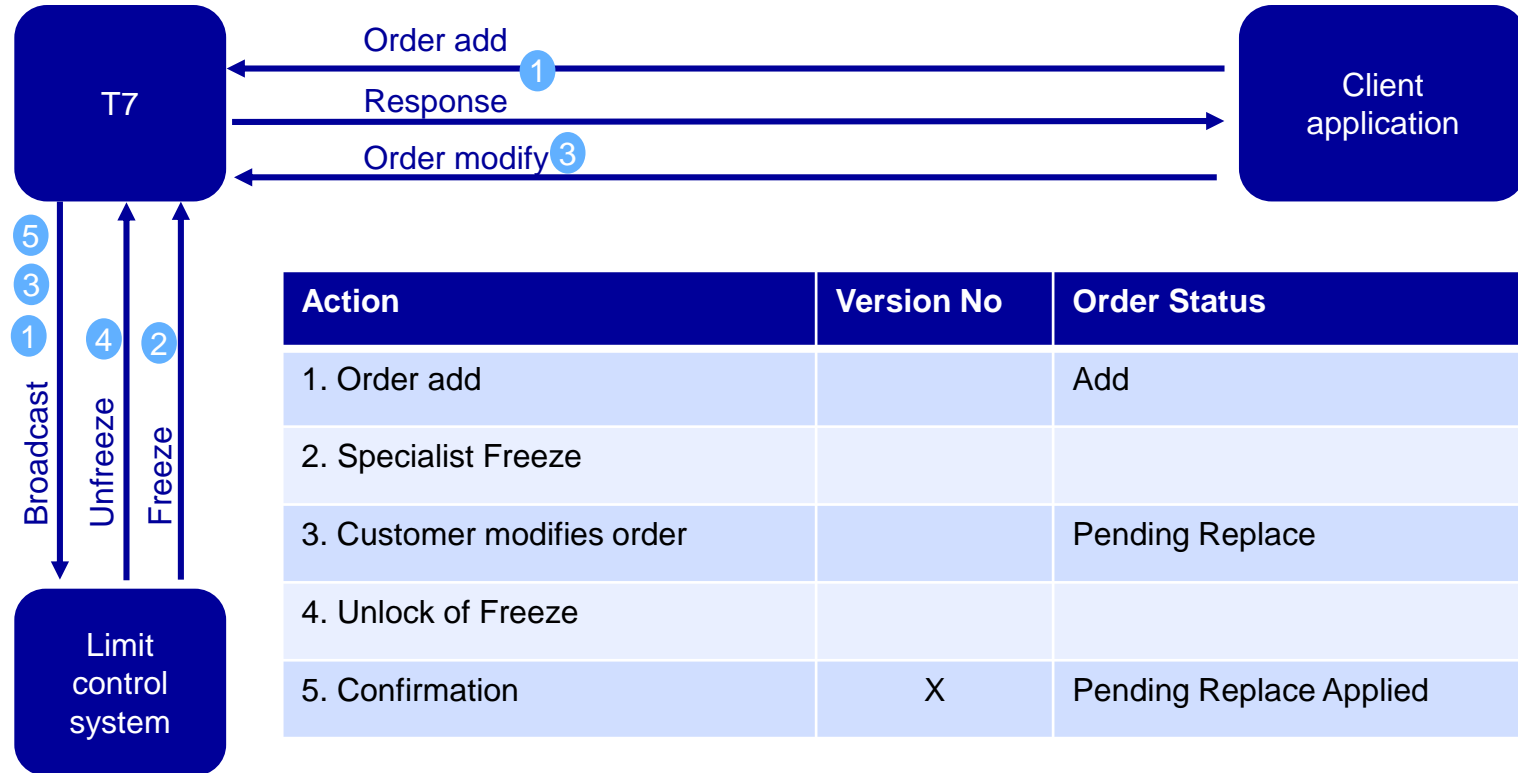 T7
Order add
1
Response
Order modify
3
Client
application
5
3
1
4
2
Broadcast
Unfreeze
Freeze
Limit
control
system
Action Version No Order Status
1. Order add Add
2. Specialist Freeze
3. Customer modifies order Pending Replace
4. Unlock of Freeze
5. Confirmation X Pending Replace Applied